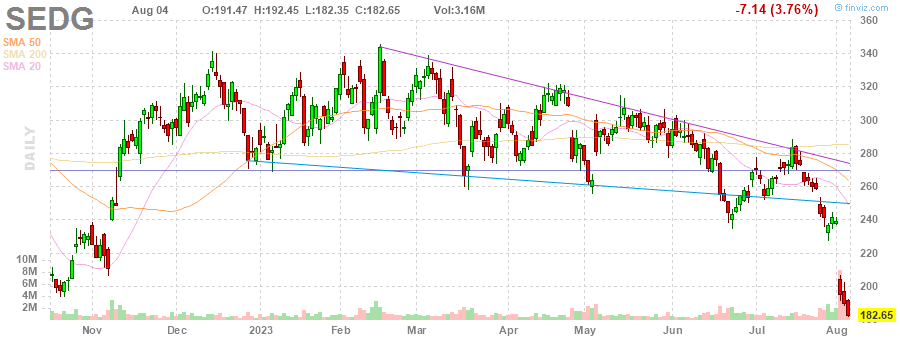 SEDG Aug 04 O:191.47 H:192.45 L:182.35 C:182.65 Vol:3.16M -7.14 (3.76%) © finviz.com
SMA 50
SMA 200
SMA 20
DAILY
360
340
320
300
280
260
240
220
200
182.65
180
10M
8M
6M
4M
2M
Nov Dec 2023 Feb Mar Apr May Jun Jul Aug